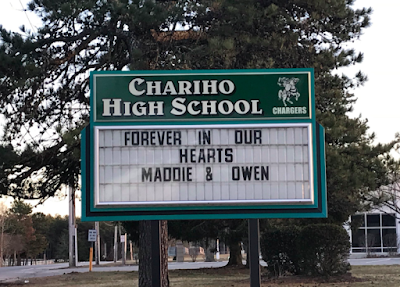 CHARIHO
HIGH SCHOOL
CHARGERS
FOREVER IN OUR
HEARTS
MADDIE & OWEN